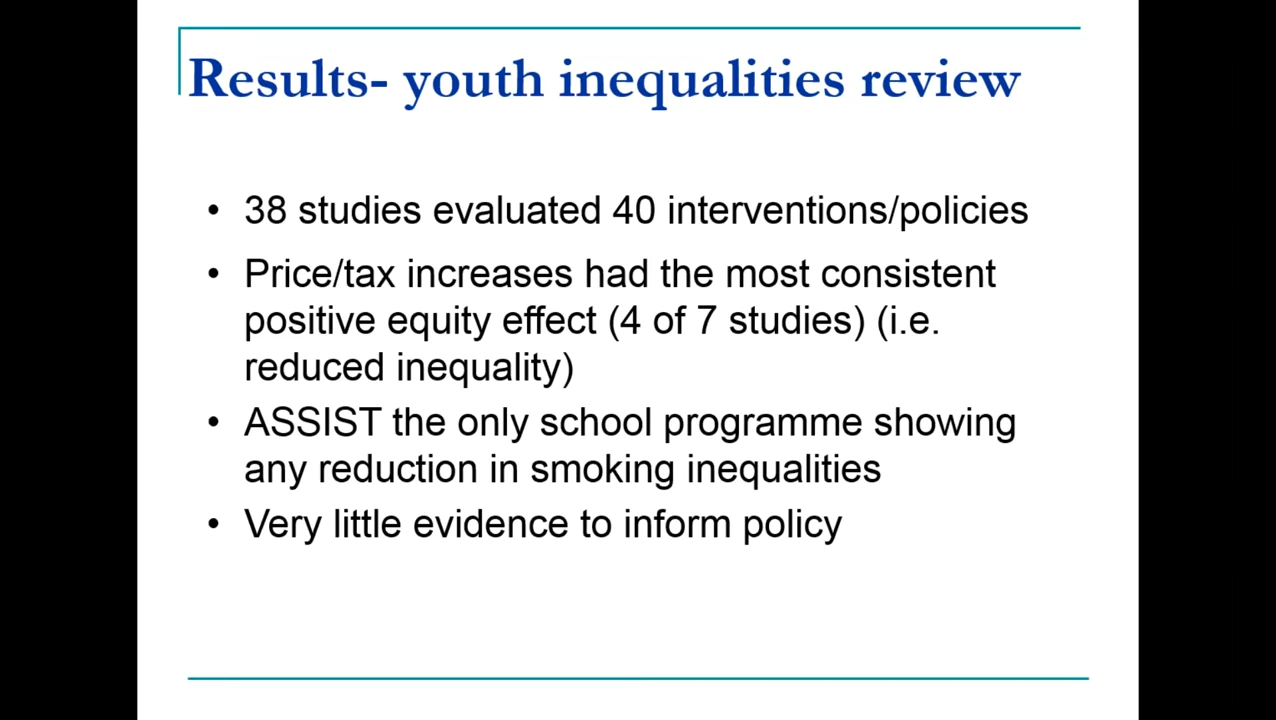 Results- youth inequalities review
• 38 studies evaluated 40 interventions/policies
• Price/tax increases had the most consistent
positive equity effect (4 of 7 studies) (i.e.
reduced inequality)
• ASSIST the only school programme showing
any reduction in smoking inequalities
• Very little evidence to inform policy